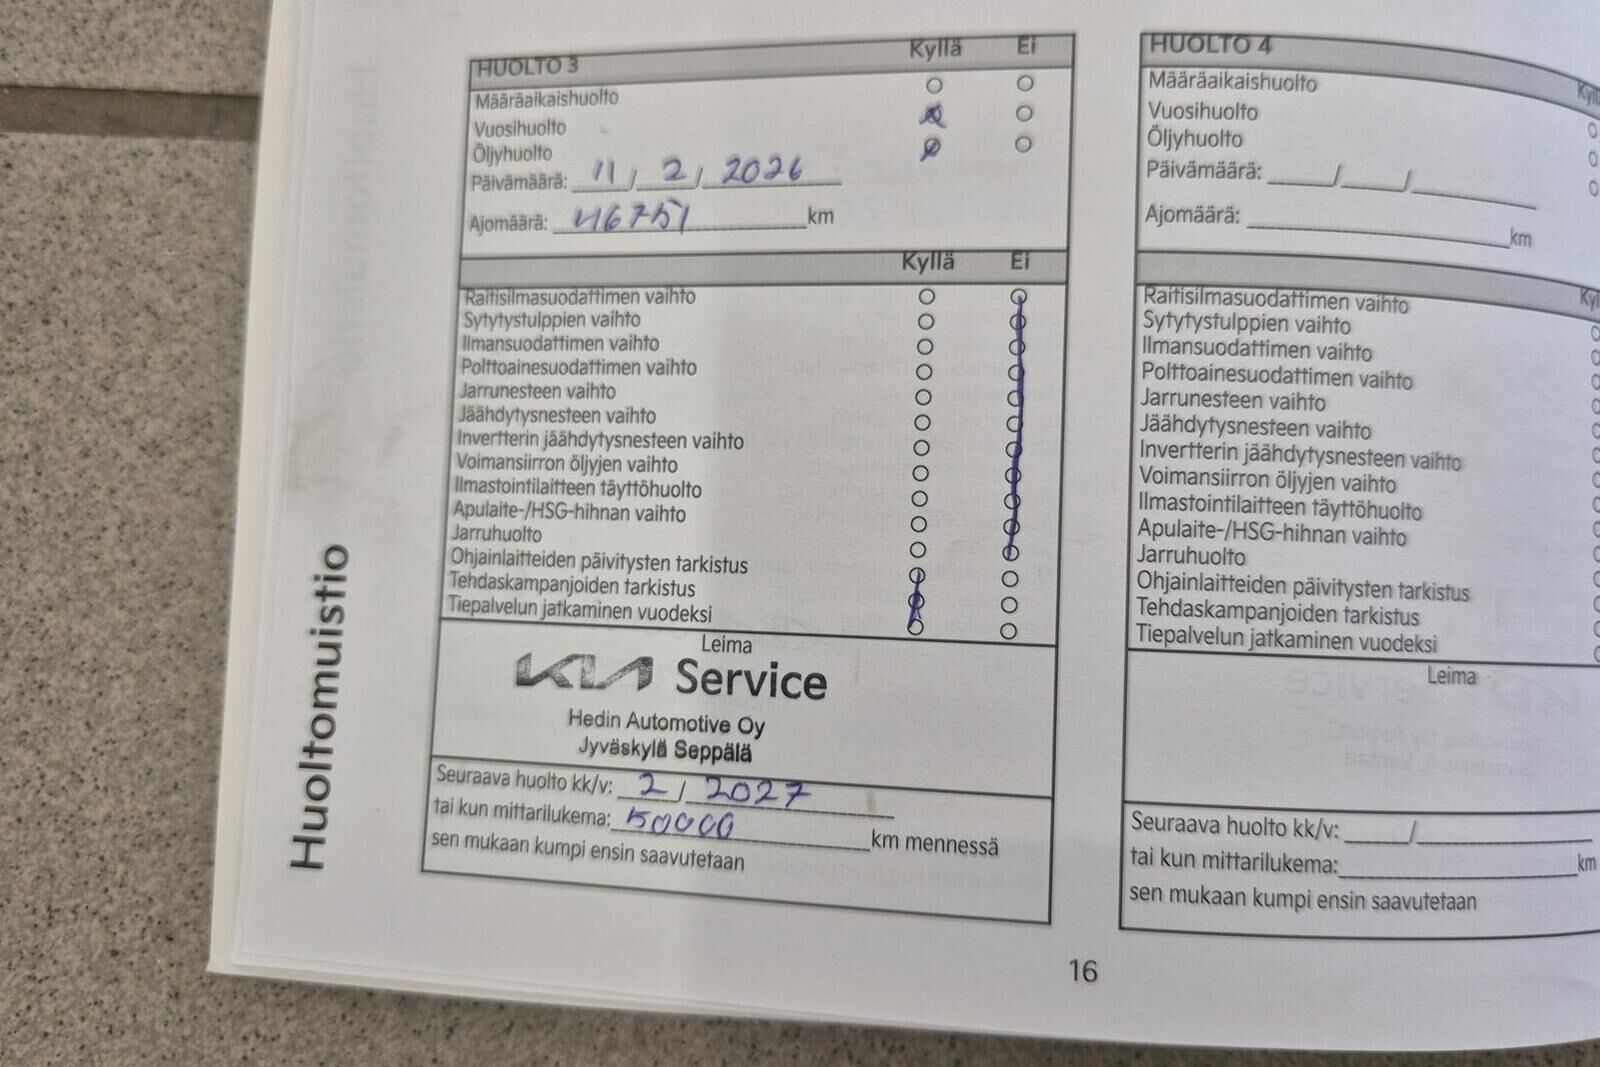 Huoltomuistio
HUOLTO 3 Kyllä Ei
Määräaikaishuolto
Vuosihuolto
Öljyhuolto
Päivämäärä: 11 / 2 / 2026
Ajomäärä: 46751 km
Kyllä Ei
Raitisilmasuodattimen vaihto
Sytytystulppien vaihto
Ilmansuodattimen vaihto
Polttoainesuodattimen vaihto
Jarrunesteen vaihto
Jäähdytysnesteen vaihto
Invertterin jäähdytysnesteen vaihto
Voimansiirron öljyjen vaihto
Ilmastointilaitteen täyttöhuolto
Apulaite-/HSG-hihnan vaihto
Jarruhuolto
Ohjainlaitteiden päivitysten tarkistus
Tehdaskampanjoiden tarkistus
Tiepalvelun jatkaminen vuodeksi
Leima
KIA Service
Hedin Automotive Oy
Jyväskylä Seppälä
Seuraava huolto kk/v: 2 / 2027
tai kun mittarilukema: 50000 km mennessä
sen mukaan kumpi ensin saavutetaan
HUOLTO 4
Määräaikaishuolto
Vuosihuolto
Öljyhuolto
Päivämäärä: / /
Ajomäärä: km
Raitisilmasuodattimen vaihto
Sytytystulppien vaihto
Ilmansuodattimen vaihto
Polttoainesuodattimen vaihto
Jarrunesteen vaihto
Jäähdytysnesteen vaihto
Invertterin jäähdytysnesteen vaihto
Voimansiirron öljyjen vaihto
Ilmastointilaitteen täyttöhuolto
Apulaite-/HSG-hihnan vaihto
Jarruhuolto
Ohjainlaitteiden päivitysten tarkistus
Tehdaskampanjoiden tarkistus
Tiepalvelun jatkaminen vuodeksi
Leima
Seuraava huolto kk/v: /
tai kun mittarilukema: km
sen mukaan kumpi ensin saavutetaan
16